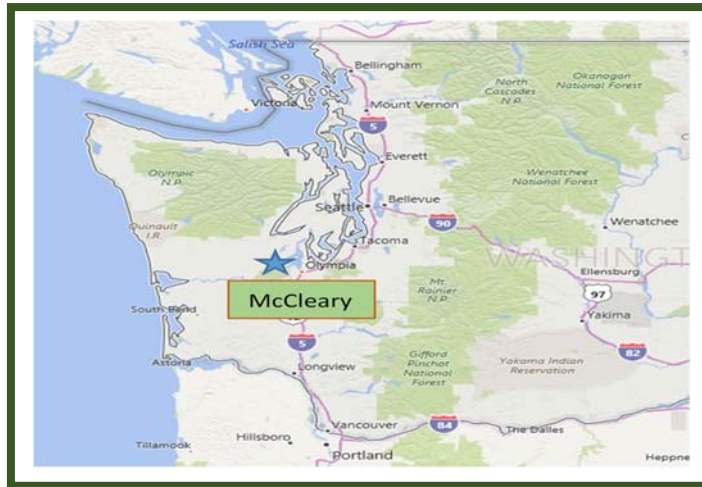 Salish Sea
Bellingham
Okanogan
National Forest
North
Cascades
N.P.
Victoria
Mount Vernon
5
Everett
Olympic
N.P.
Wenatchee
National Forest
Seattle
Bellevue
90
Wenatchee
Quinault
I.R.
Tacoma
WASHINGT
Olympia
Ellensburg
McCleary
Mt.
Rainier
N.P.
97
South Bend
Yakima
5
82
Astoria
Longview
Gifford
Pinchot
National
Forest
Yakama Indian
Reservation
Vancouver
84
The Dalles
Tillamook
Hillsboro
Portland
Heppne